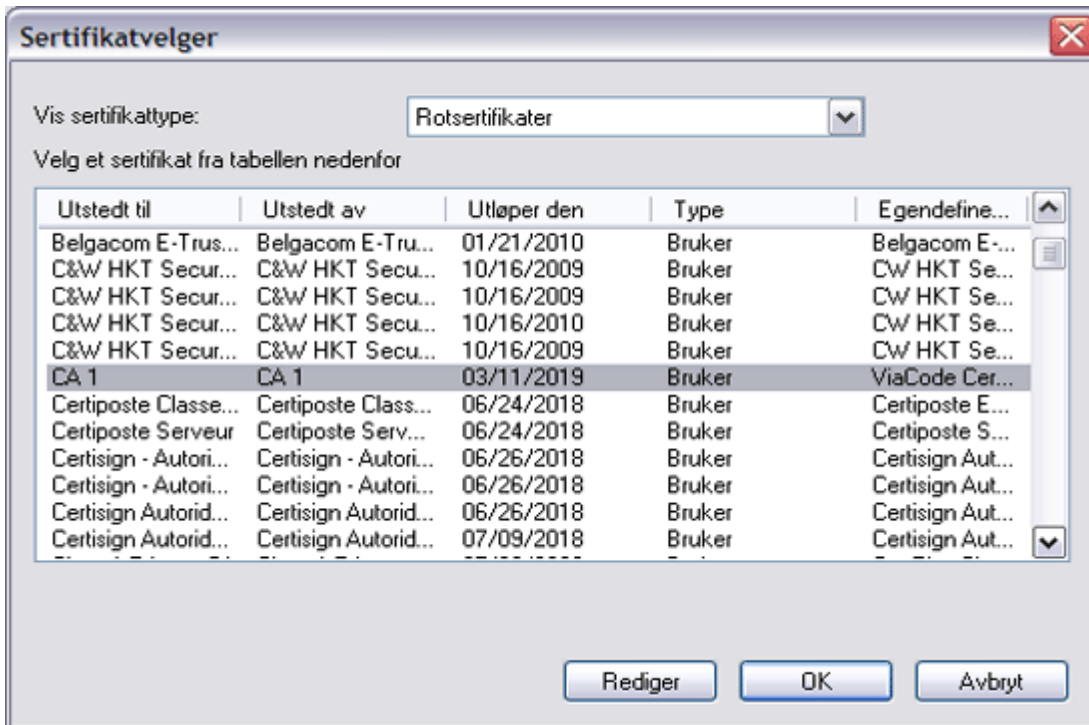 Sertifikatvelger
Vis sertifikattype: Rotsertifikater
Velg et sertifikat fra tabellen nedenfor
Utstedt til Utstedt av Utløper den Type Egendefine...
Belgacom E-Trus... Belgacom E-Tru... 01/21/2010 Bruker Belgacom E-...
C&W HKT Secur... C&W HKT Secu... 10/16/2009 Bruker CW HKT Se...
C&W HKT Secur... C&W HKT Secu... 10/16/2009 Bruker CW HKT Se...
C&W HKT Secur... C&W HKT Secu... 10/16/2010 Bruker CW HKT Se...
C&W HKT Secur... C&W HKT Secu... 10/16/2009 Bruker CW HKT Se...
CA 1 CA 1 03/11/2019 Bruker ViaCode Cer...
Certiposte Classe... Certiposte Class... 06/24/2018 Bruker Certiposte E...
Certiposte Serveur Certiposte Serv... 06/24/2018 Bruker Certiposte S...
Certisign - Autori... Certisign - Autori... 06/26/2018 Bruker Certisign Aut...
Certisign - Autori... Certisign - Autori... 06/26/2018 Bruker Certisign Aut...
Certisign Autorid... Certisign Autorid... 06/26/2018 Bruker Certisign Aut...
Certisign Autorid... Certisign Autorid... 07/09/2018 Bruker Certisign Aut...
Rediger OK Avbryt